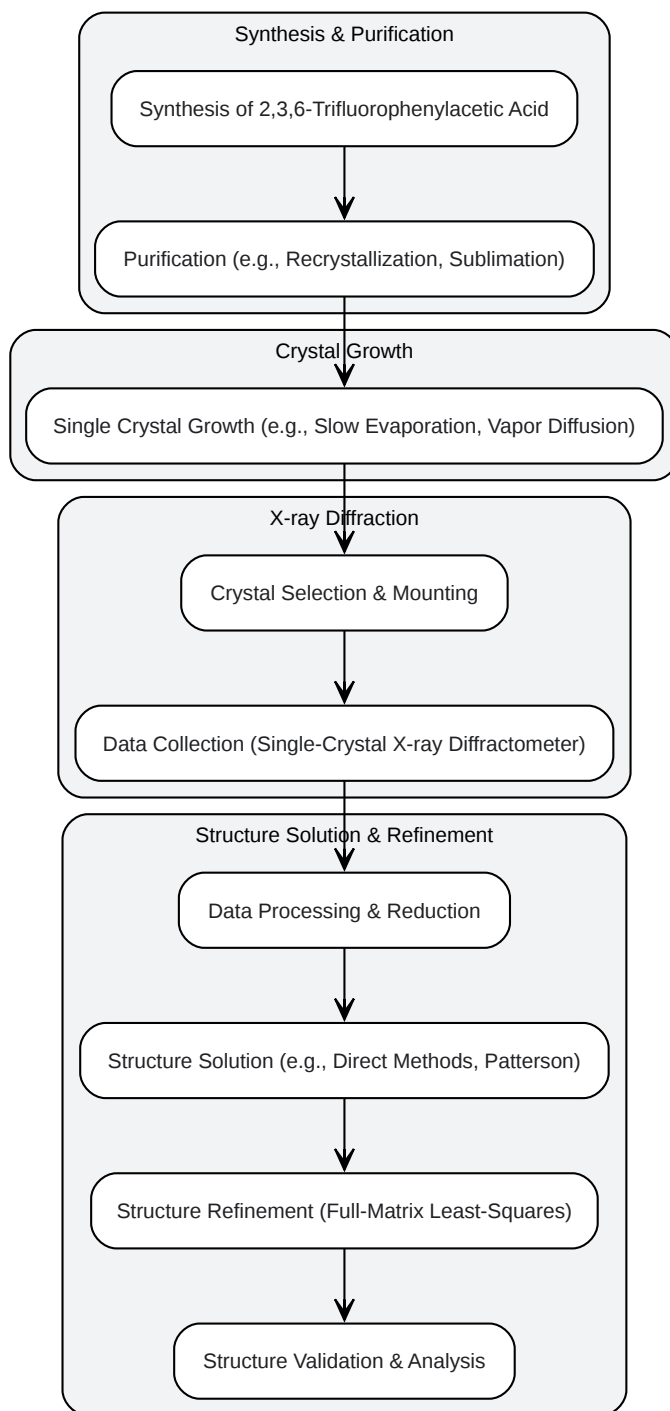 Synthesis & Purification
Synthesis of 2,3,6-Trifluorophenylacetic Acid
Purification (e.g., Recrystallization, Sublimation)
Crystal Growth
Single Crystal Growth (e.g., Slow Evaporation, Vapor Diffusion)
X-ray Diffraction
Crystal Selection & Mounting
Data Collection (Single-Crystal X-ray Diffractometer)
Structure Solution & Refinement
Data Processing & Reduction
Structure Solution (e.g., Direct Methods, Patterson)
Structure Refinement (Full-Matrix Least-Squares)
Structure Validation & Analysis